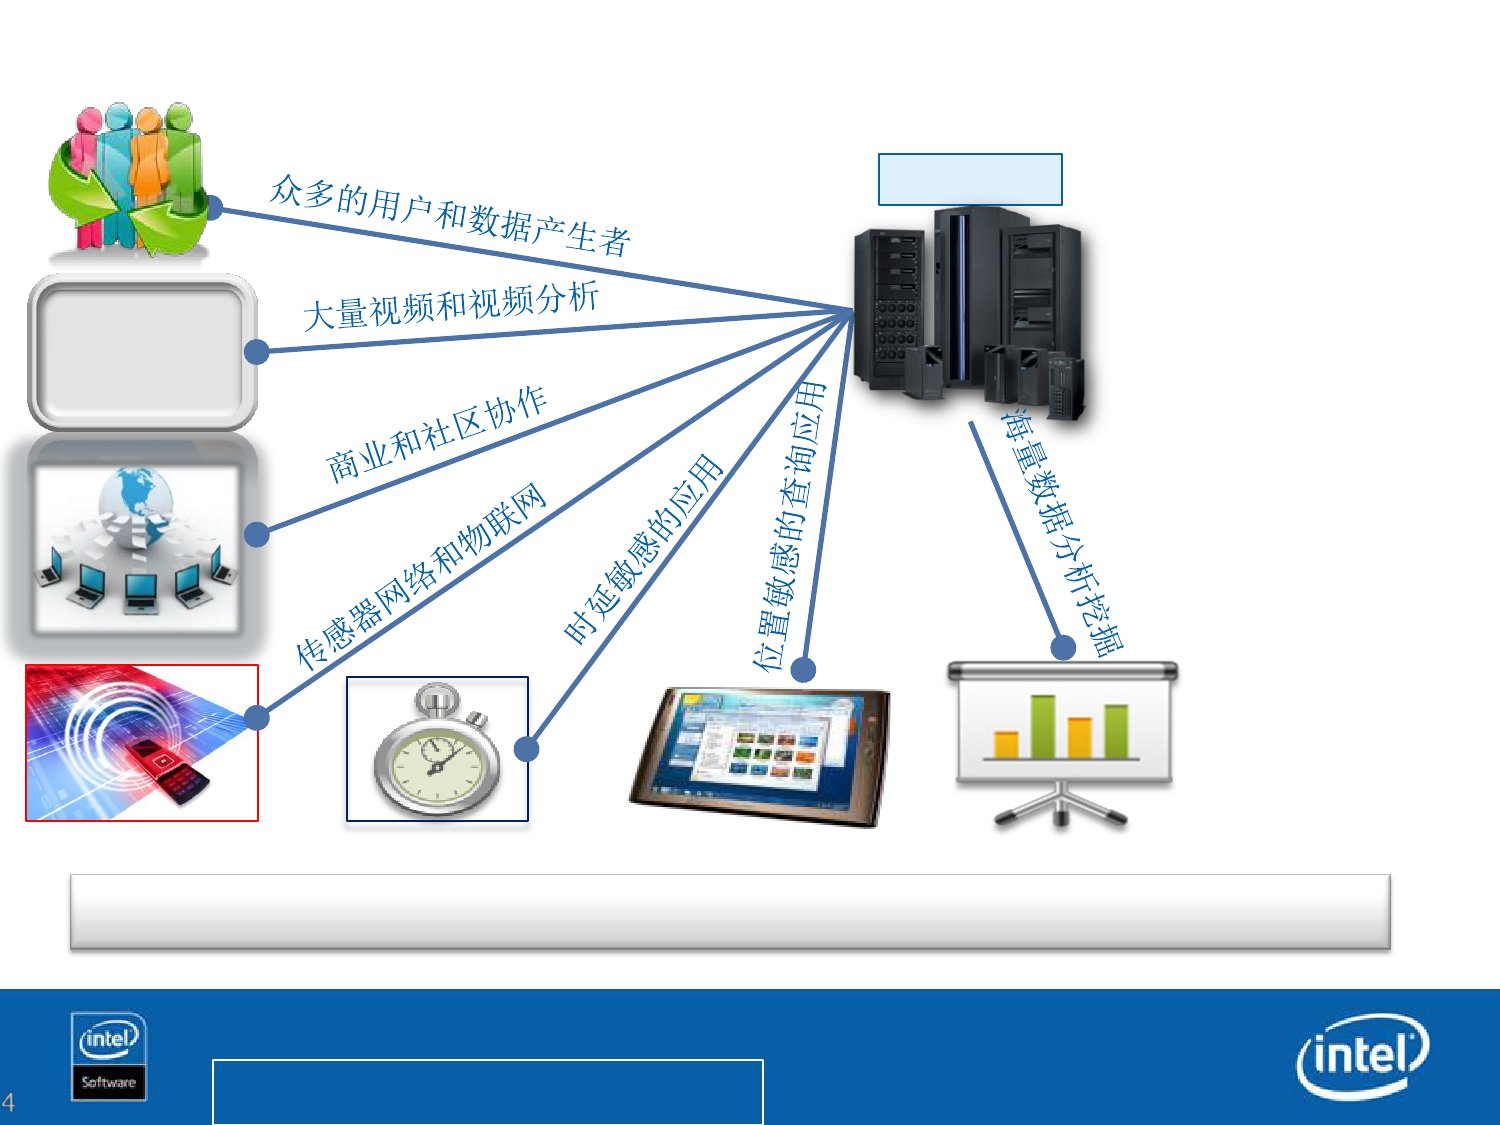 众多的用户和数据产生者
大量视频和视频分析
商业和社区协作
传感器网络和物联网
时延敏感的应用
位置敏感的查询应用
海量数据分析挖掘
intel
Software
intel
4